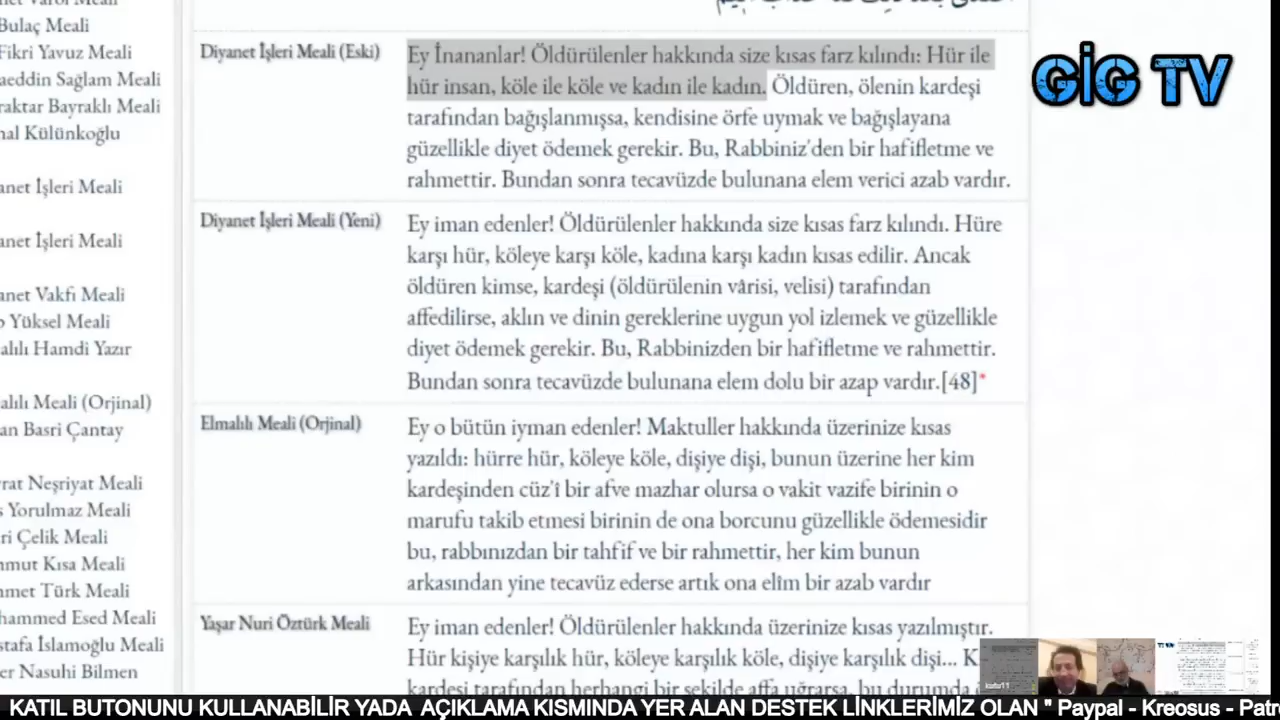 Bulaç Meali
Fikri Yavuz Meali
aeddin Sağlam Meali
raktar Bayraklı Meali
nal Külünkoğlu
anet İşleri Meali
anet İşleri Meali
anet Vakfı Meali
p Yüksel Meali
alılı Hamdi Yazır
alılı Meali (Orjinal)
an Basri Çantay
rat Neşriyat Meali
s Yorulmaz Meali
ri Çelik Meali
hmut Kısa Meali
hmet Türk Meali
hammed Esed Meali
stafa İslamoğlu Meali
er Nasuhi Bilmen
Diyanet İşleri Meali (Eski)
Ey İnananlar! Öldürülenler hakkında size kısas farz kılındı: Hür ile
hür insan, köle ile köle ve kadın ile kadın. Öldüren, ölenin kardeşi
tarafından bağışlanmışsa, kendisine örfe uymak ve bağışlayana
güzellikle diyet ödemek gerekir. Bu, Rabbiniz'den bir hafifletme ve
rahmettir. Bundan sonra tecavüzde bulunana elem verici azab vardır.
Diyanet İşleri Meali (Yeni)
Ey iman edenler! Öldürülenler hakkında size kısas farz kılındı. Hüre
karşı hür, köleye karşı köle, kadına karşı kadın kısas edilir. Ancak
öldüren kimse, kardeşi (öldürülenin vârisi, velisi) tarafından
affedilirse, aklın ve dinin gereklerine uygun yol izlemek ve güzellikle
diyet ödemek gerekir. Bu, Rabbinizden bir hafifletme ve rahmettir.
Bundan sonra tecavüzde bulunana elem dolu bir azap vardır.[48]*
Elmalılı Meali (Orjinal)
Ey o bütün iyman edenler! Maktuller hakkında üzerinize kısas
yazıldı: hürre hür, köleye köle, dişiye dişi, bunun üzerine her kim
kardeşinden cüz'î bir afve mazhar olursa o vakit vazife birinin o
marufu takib etmesi birinin de ona borcunu güzellikle ödemesidir
bu, rabbınızdan bir tahfif ve bir rahmettir, her kim bunun
arkasından yine tecavüz ederse artık ona elîm bir azab vardır
Yaşar Nuri Öztürk Meali
Ey iman edenler! Öldürülenler hakkında üzerinize kısas yazılmıştır.
Hür kişiye karşılık hür, köleye karşılık köle,
GİG TV
KATIL BUTONUNU KULLANABİLİR YADA AÇIKLAMA KISMINDA YER ALAN DESTEK LİNKLERİMİZ OLAN " Paypal - Kreosus - Patr